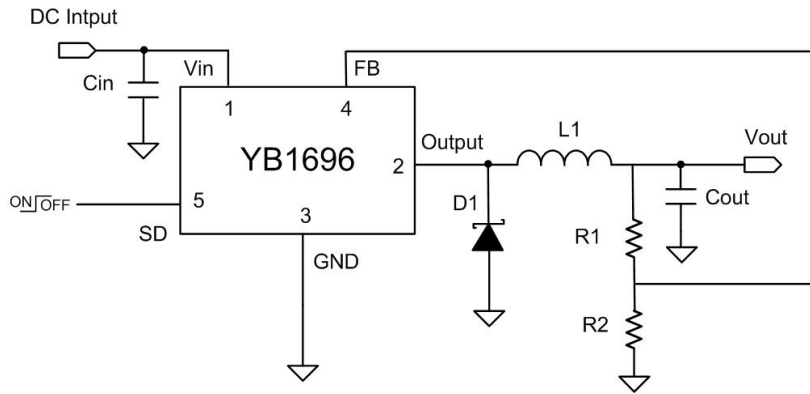 DC Intput
Vin
FB
Cin
1
4
YB1696
Output
2
L1
Vout
ON OFF
5
SD
3
GND
D1
Cout
R1
R2